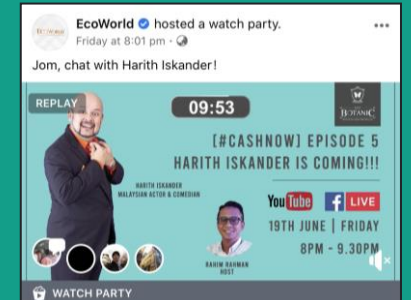 EcoWorld hosted a watch party.
Friday at 8:01 pm
Jom, chat with Harith Iskander!
REPLAY
09:53
BOTANIC
[#CASHNOW] EPISODE 5
HARITH ISKANDER IS COMING!!!
HARITH ISKANDER
MALAYSIAN ACTOR & COMEDIAN
YouTube f LIVE
19TH JUNE | FRIDAY
8PM - 9.30PM
RAHIM RAHMAN
HOST
WATCH PARTY